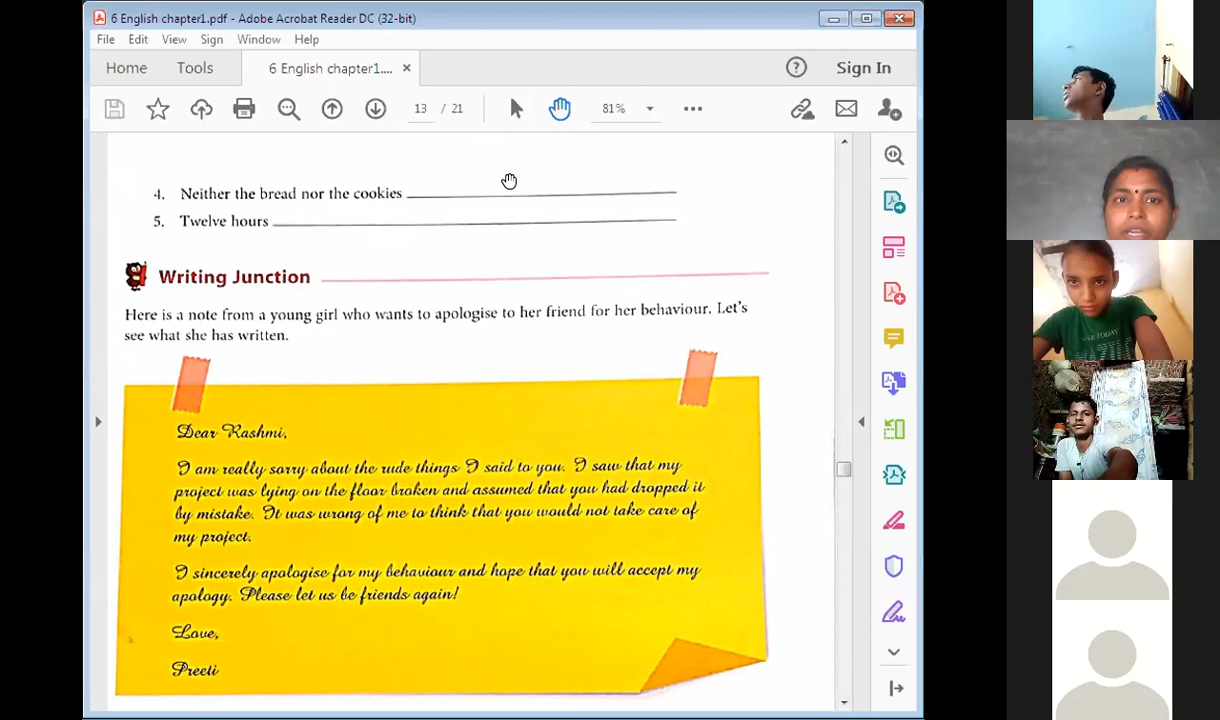 6 English chapter1.pdf - Adobe Acrobat Reader DC (32-bit)
File Edit View Sign Window Help
Home Tools 6 English chapter1.... × Sign In
13 / 21 81%
4. Neither the bread nor the cookies
5. Twelve hours
Writing Junction
Here is a note from a young girl who wants to apologise to her friend for her behaviour. Let's
see what she has written.
Dear Rashmi,
I am really sorry about the rude things I said to you. I saw that my
project was lying on the floor broken and assumed that you had dropped it
by mistake. It was wrong of me to think that you would not take care of
my project.
I sincerely apologise for my behaviour and hope that you will accept my
apology. Please let us be friends again!
Love,
Preeti